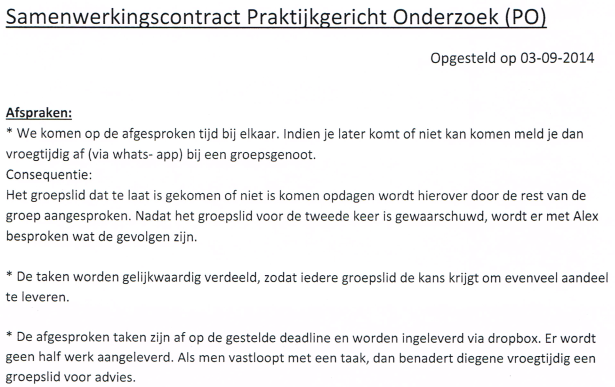 Samenwerkingscontract Praktijkgericht Onderzoek (PO)
Opgesteld op 03-09-2014
Afspraken:
* We komen op de afgesproken tijd bij elkaar. Indien je later komt of niet kan komen meld je dan
vroegtijdig af (via whats- app) bij een groepsgenoot.
Consequentie:
Het groepslid dat te laat is gekomen of niet is komen opdagen wordt hierover door de rest van de
groep aangesproken. Nadat het groepslid voor de tweede keer is gewaarschuwd, wordt er met Alex
besproken wat de gevolgen zijn.
* De taken worden gelijkwaardig verdeeld, zodat iedere groepslid de kans krijgt om evenveel aandeel
te leveren.
* De afgesproken taken zijn af op de gestelde deadline en worden ingeleverd via dropbox. Er wordt
geen half werk aangeleverd. Als men vastloopt met een taak, dan benadert diegene vroegtijdig een
groepslid voor advies.